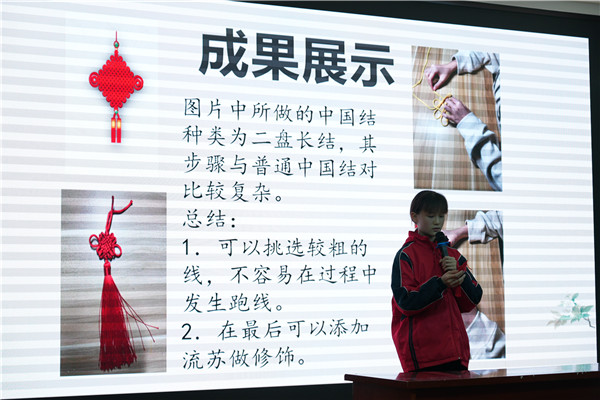 成果展示
图片中所做的中国结
种类为二盘长结，其
步骤与普通中国结对
比较复杂。
总结：
1．可以挑选较粗的
线，不容易在过程中
发生跑线。
2．在最后可以添加
流苏做修饰。